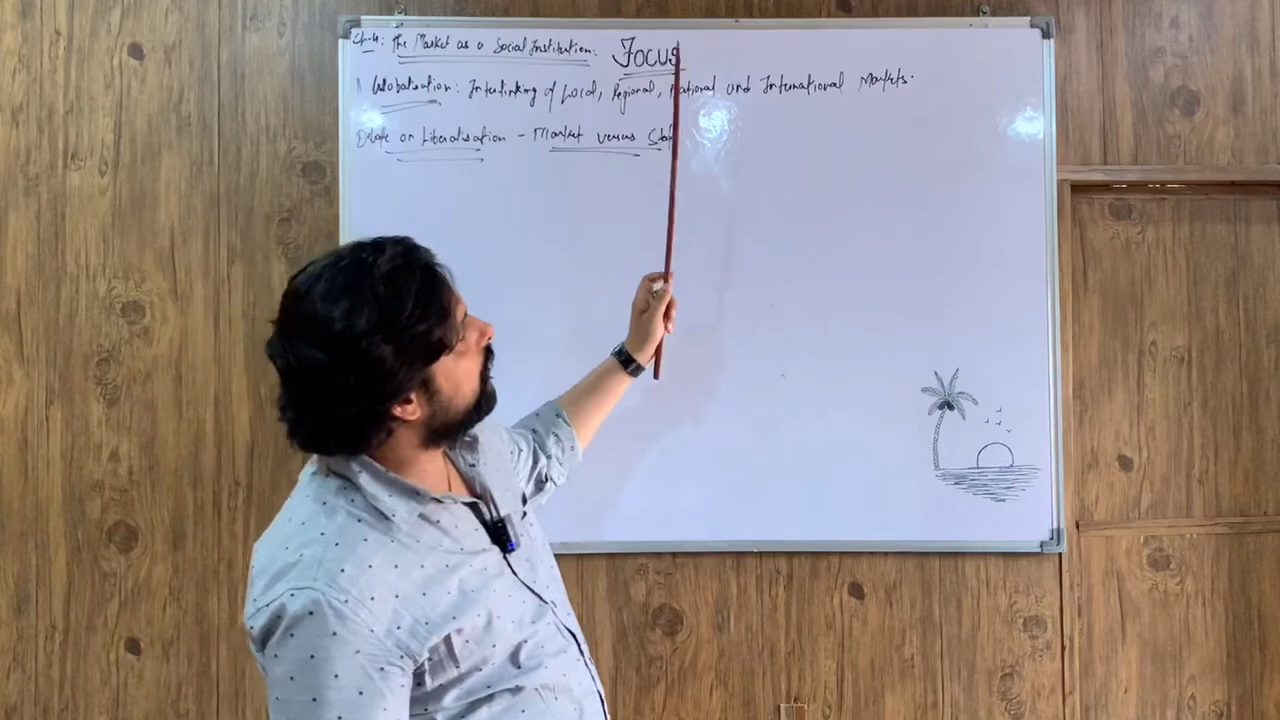 Ch-4: The Market as a Social Institution: FOCUS
Globalisation: Interlinking of Local, Regional, National and International Markets.
Debate on Liberalisation - Market versus State